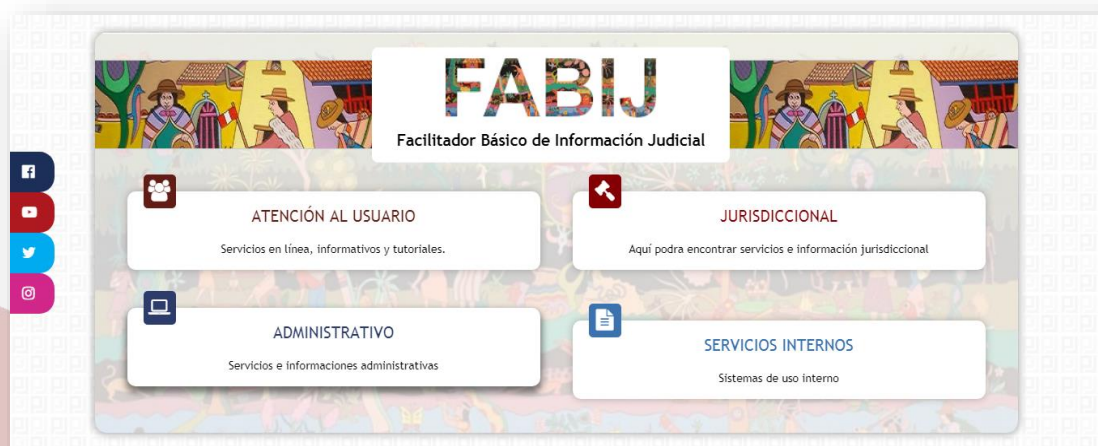 FABIJ
Facilitador Básico de Información Judicial
ATENCIÓN AL USUARIO
Servicios en línea, informativos y tutoriales.
JURISDICCIONAL
Aquí podra encontrar servicios e información jurisdiccional
ADMINISTRATIVO
Servicios e informaciones administrativas
SERVICIOS INTERNOS
Sistemas de uso interno